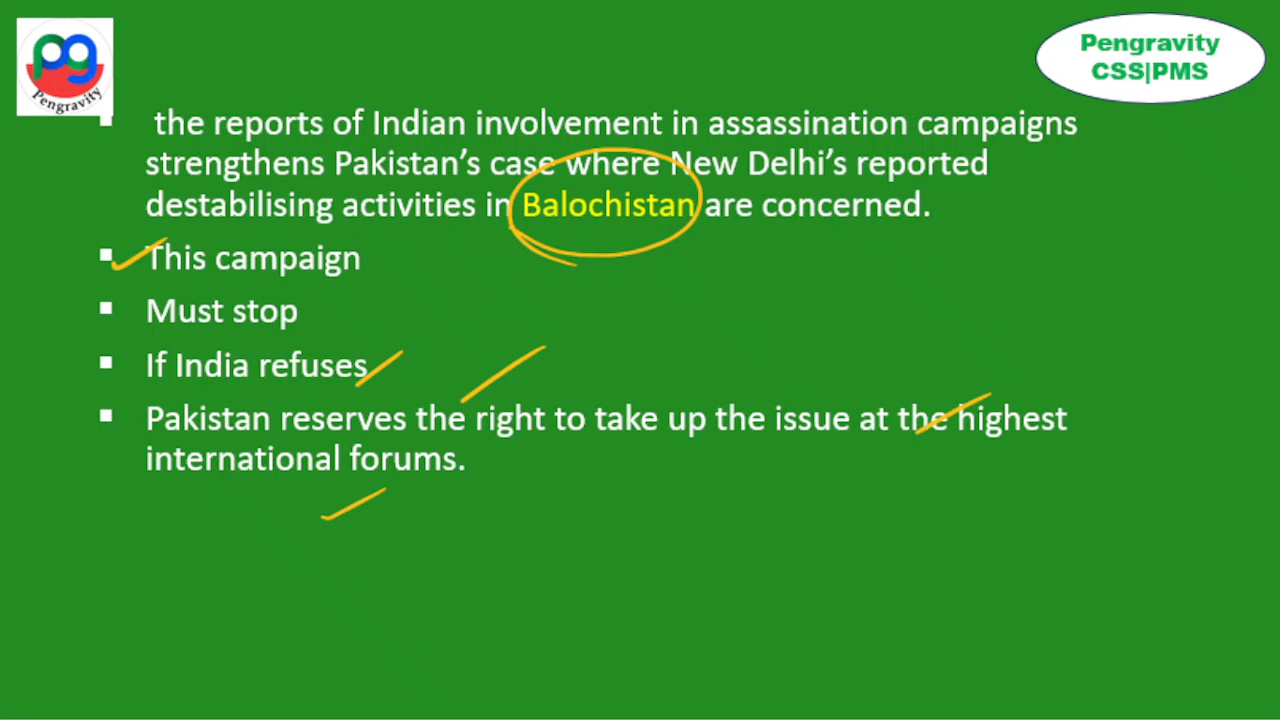 pg
Pengravity
Pengravity
CSS|PMS
the reports of Indian involvement in assassination campaigns
strengthens Pakistan’s case where New Delhi’s reported
destabilising activities in Balochistan are concerned.
This campaign
Must stop
If India refuses
Pakistan reserves the right to take up the issue at the highest
international forums.